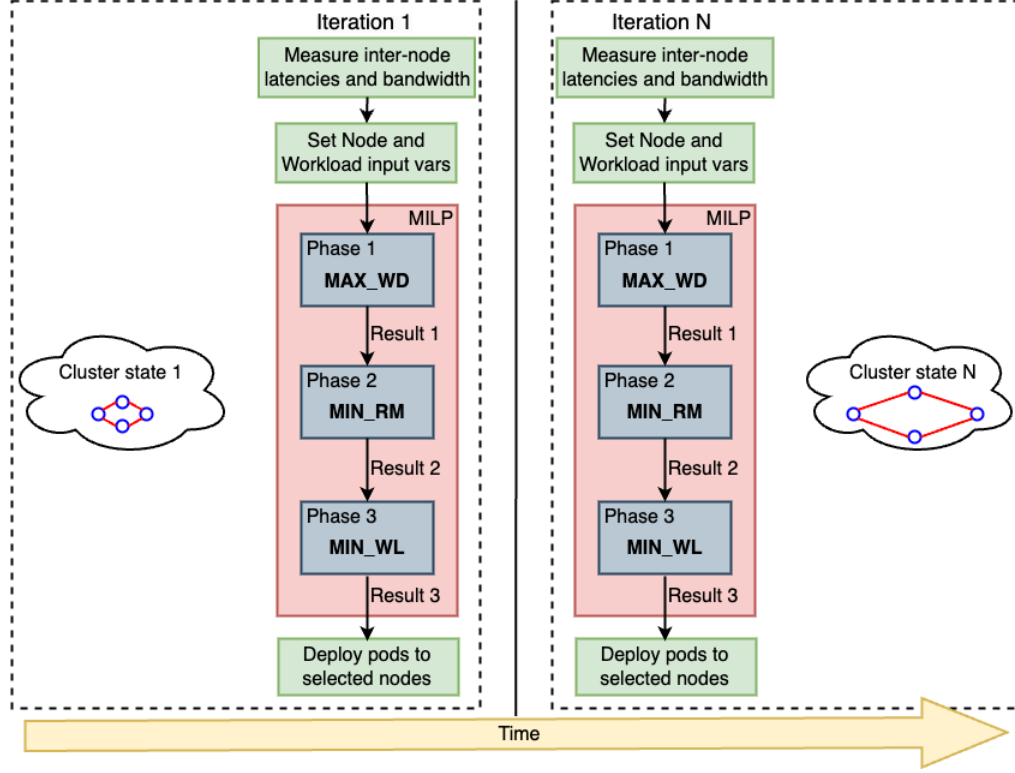 Iteration 1
Measure inter-node
latencies and bandwidth
Set Node and
Workload input vars
MILP
Phase 1
MAX_WD
Result 1
Phase 2
MIN_RM
Result 2
Phase 3
MIN_WL
Result 3
Deploy pods to
selected nodes
Cluster state 1
Iteration N
Measure inter-node
latencies and bandwidth
Set Node and
Workload input vars
MILP
Phase 1
MAX_WD
Result 1
Phase 2
MIN_RM
Result 2
Phase 3
MIN_WL
Result 3
Deploy pods to
selected nodes
Cluster state N
Time